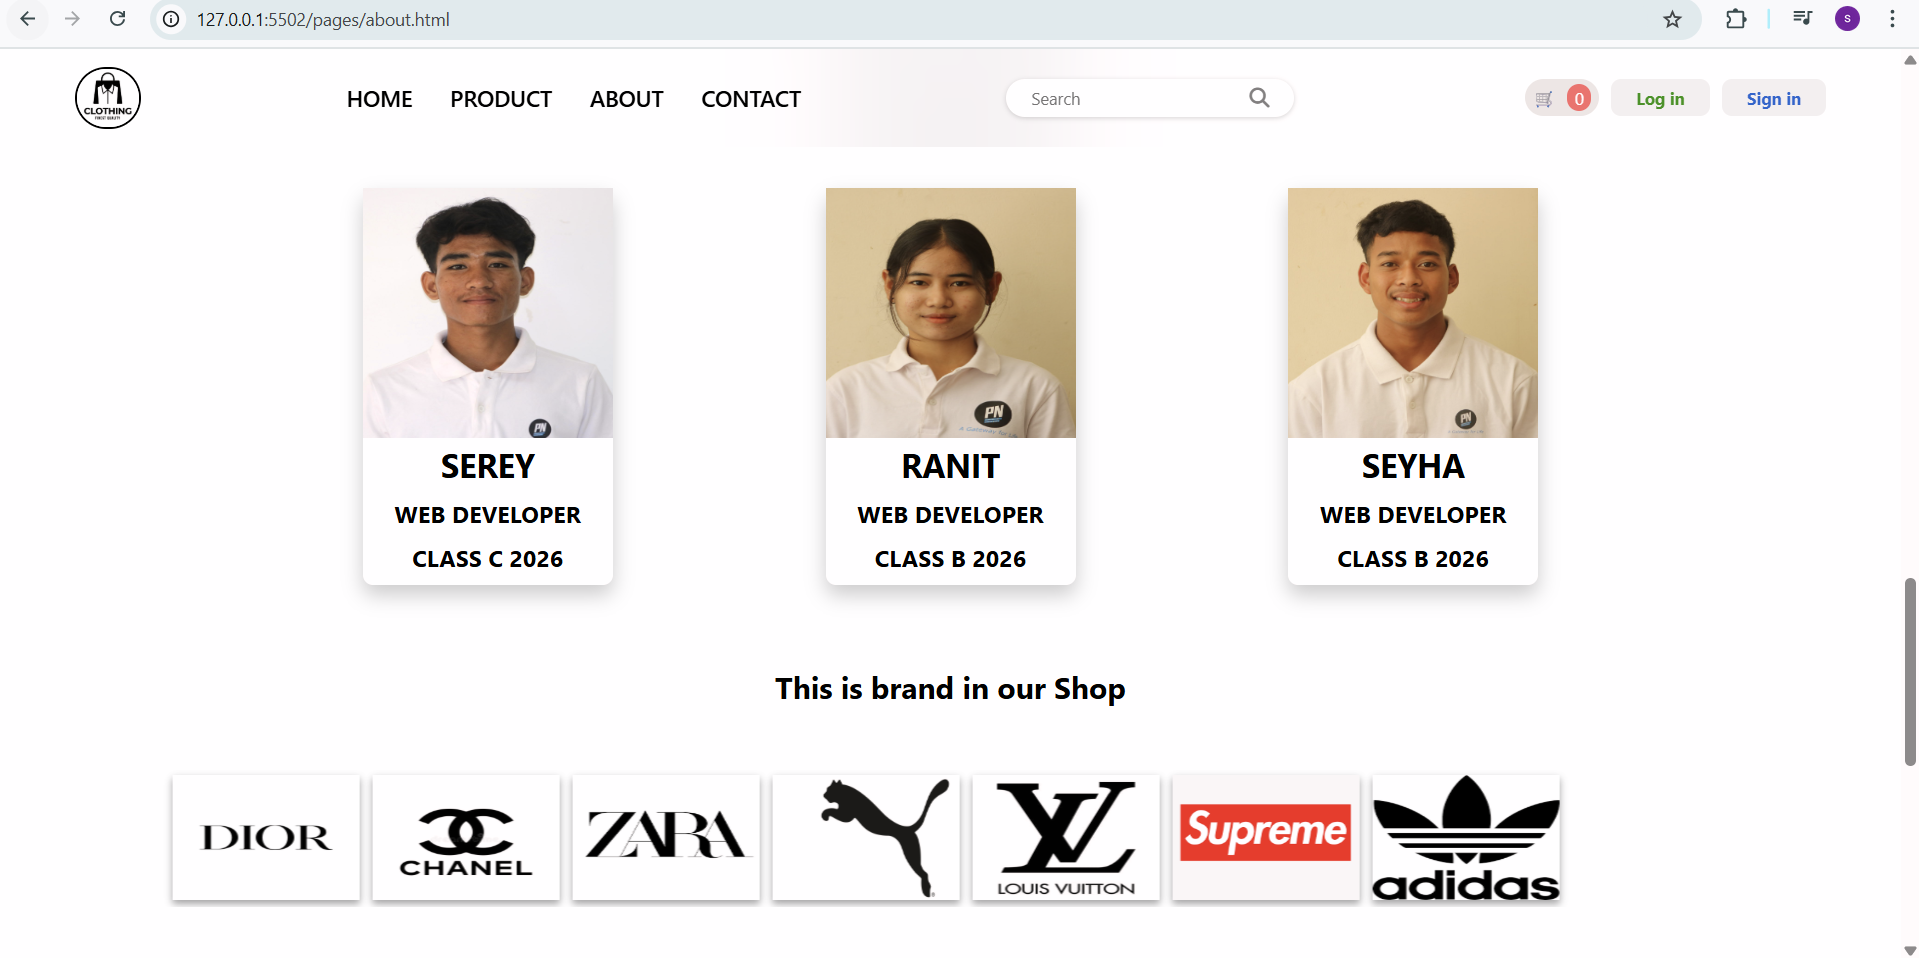 127.0.0.1:5502/pages/about.html
S
CLOTHING
FINEST QUALITY
HOME
PRODUCT
ABOUT
CONTACT
Search
0
Log in
Sign in
PN
PN
PN
SEREY
WEB DEVELOPER
CLASS C 2026
RANIT
WEB DEVELOPER
CLASS B 2026
SEYHA
WEB DEVELOPER
CLASS B 2026
This is brand in our Shop
DIOR
CHANEL
ZARA
LOUIS VUITTON
Supreme
adidas